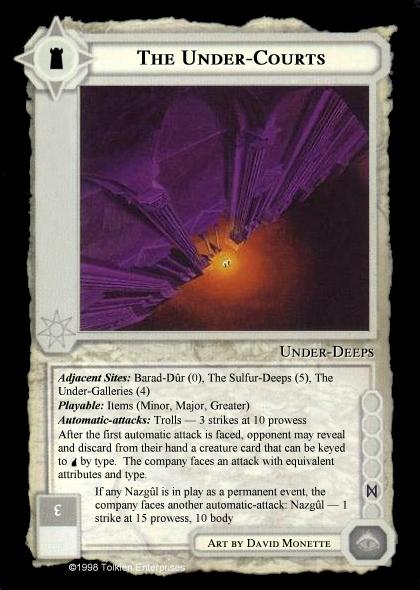 The Under-Courts
Under-Deeps
Adjacent Sites: Barad-Dûr (0), The Sulfur-Deeps (5), The
Under-Galleries (4)
Playable: Items (Minor, Major, Greater)
Automatic-attacks: Trolls — 3 strikes at 10 prowess
After the first automatic attack is faced, opponent may reveal
and discard from their hand a creature card that can be keyed
to by type. The company faces an attack with equivalent
attributes and type.
If any Nazgûl is in play as a permanent event, the
company faces another automatic-attack: Nazgûl — 1
strike at 15 prowess, 10 body
Art by David Monette
©1998 Tolkien Enterprises